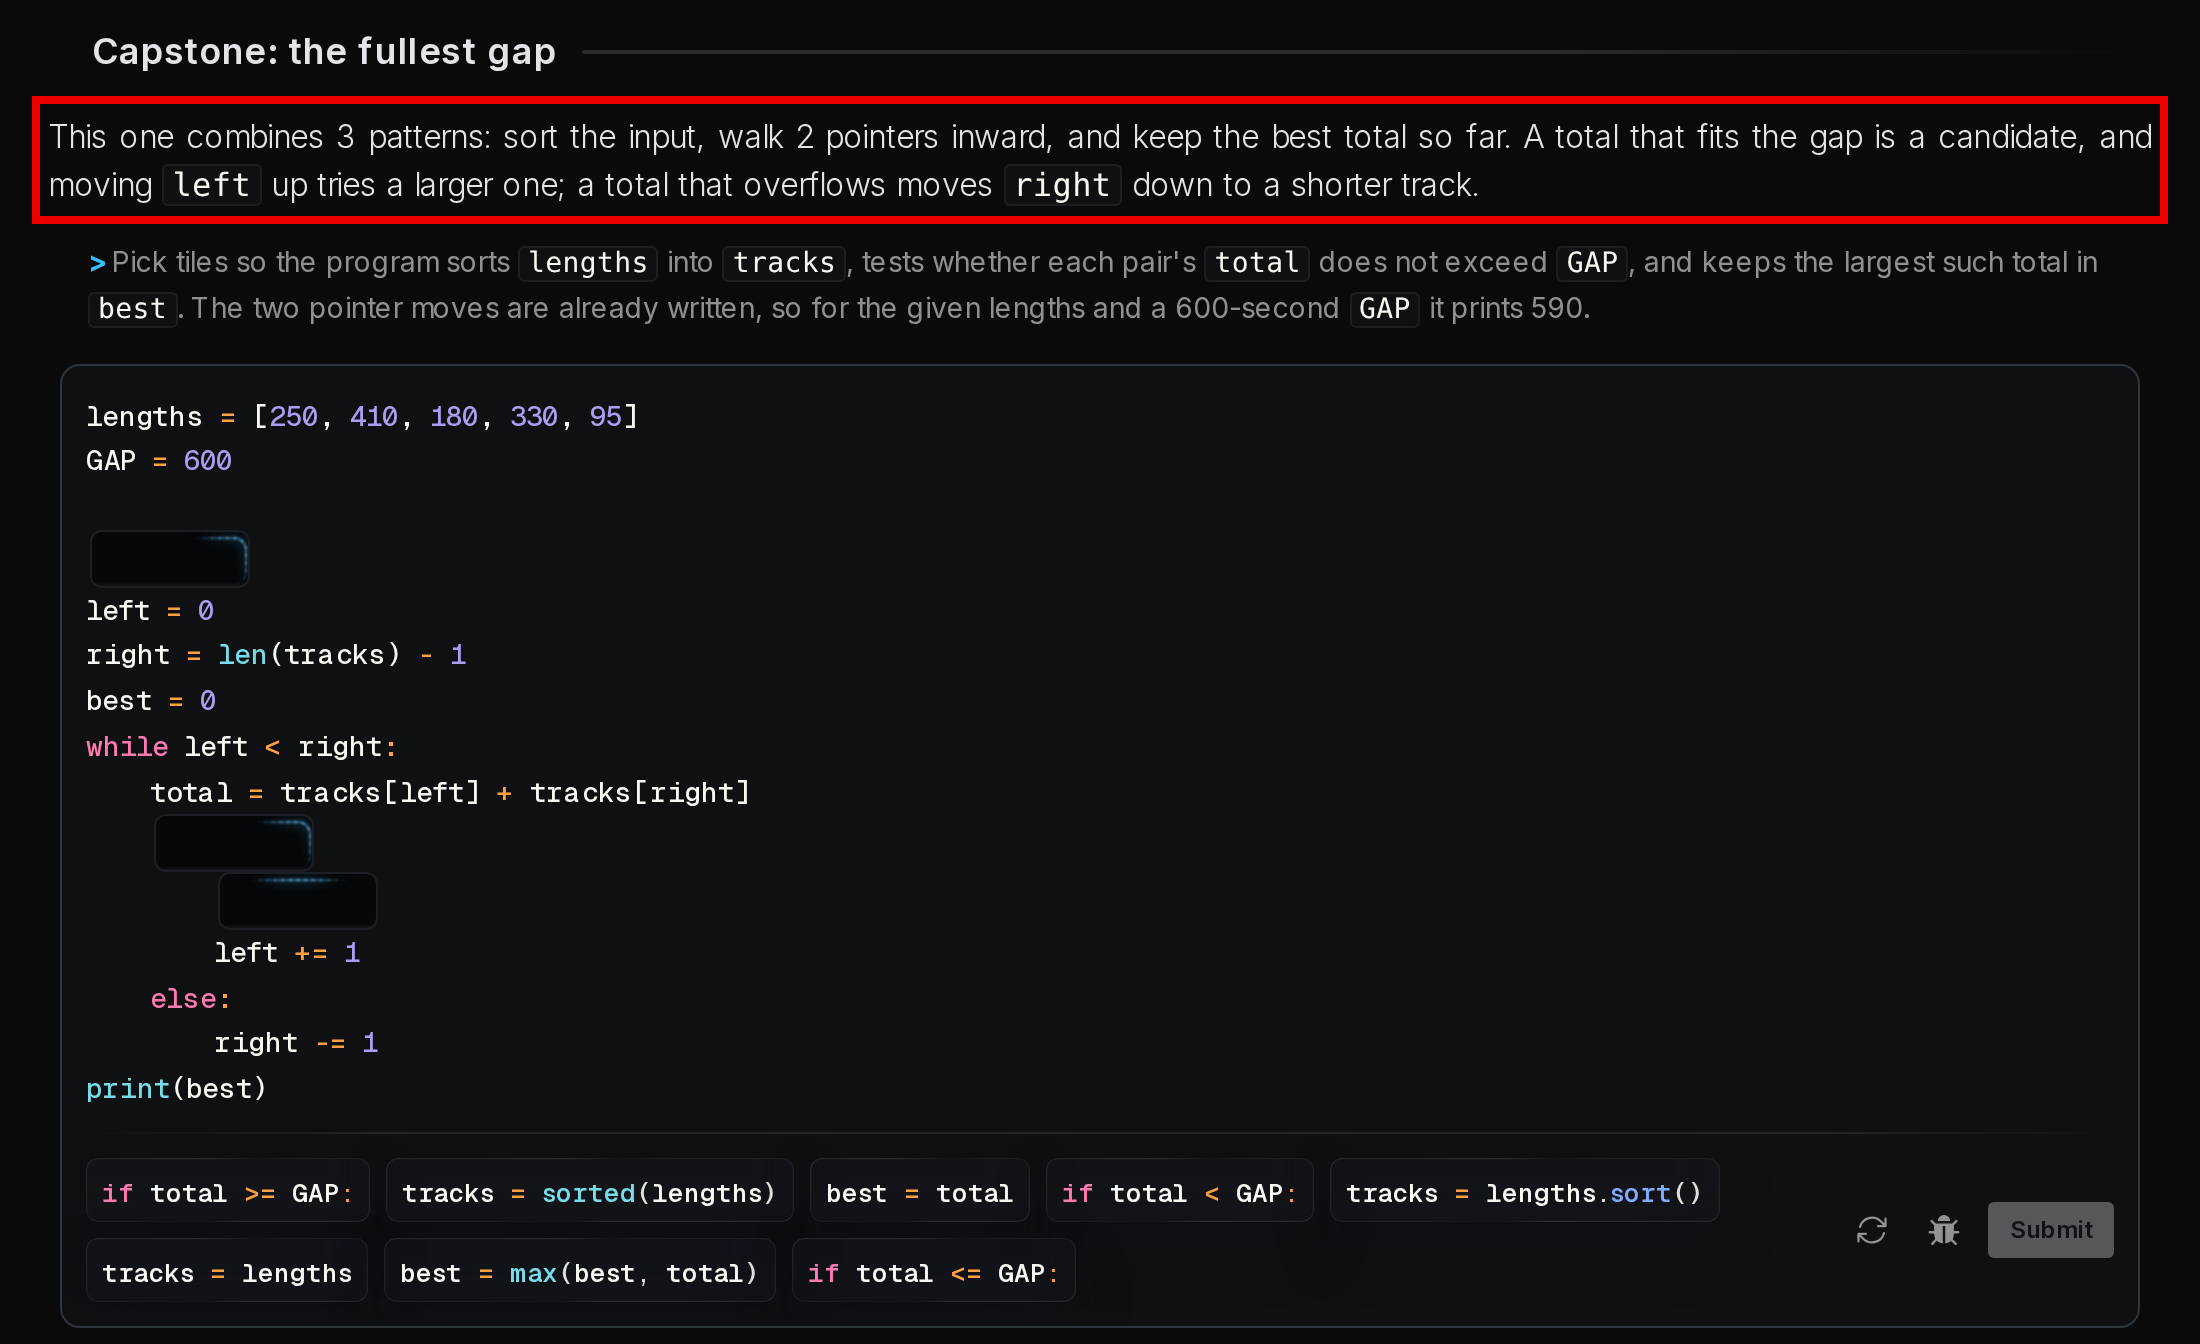 Capstone: the fullest gap
This one combines 3 patterns: sort the input, walk 2 pointers inward, and keep the best total so far. A total that fits the gap is a candidate, and
moving left up tries a larger one; a total that overflows moves right down to a shorter track.
> Pick tiles so the program sorts lengths into tracks, tests whether each pair's total does not exceed GAP, and keeps the largest such total in
best. The two pointer moves are already written, so for the given lengths and a 600-second GAP it prints 590.
lengths = [250, 410, 180, 330, 95]
GAP = 600
left = 0
right = len(tracks) - 1
best = 0
while left < right:
    total = tracks[left] + tracks[right]
        left += 1
    else:
        right -= 1
print(best)
if total >= GAP: tracks = sorted(lengths) best = total if total < GAP: tracks = lengths.sort()
tracks = lengths best = max(best, total) if total <= GAP:
Submit